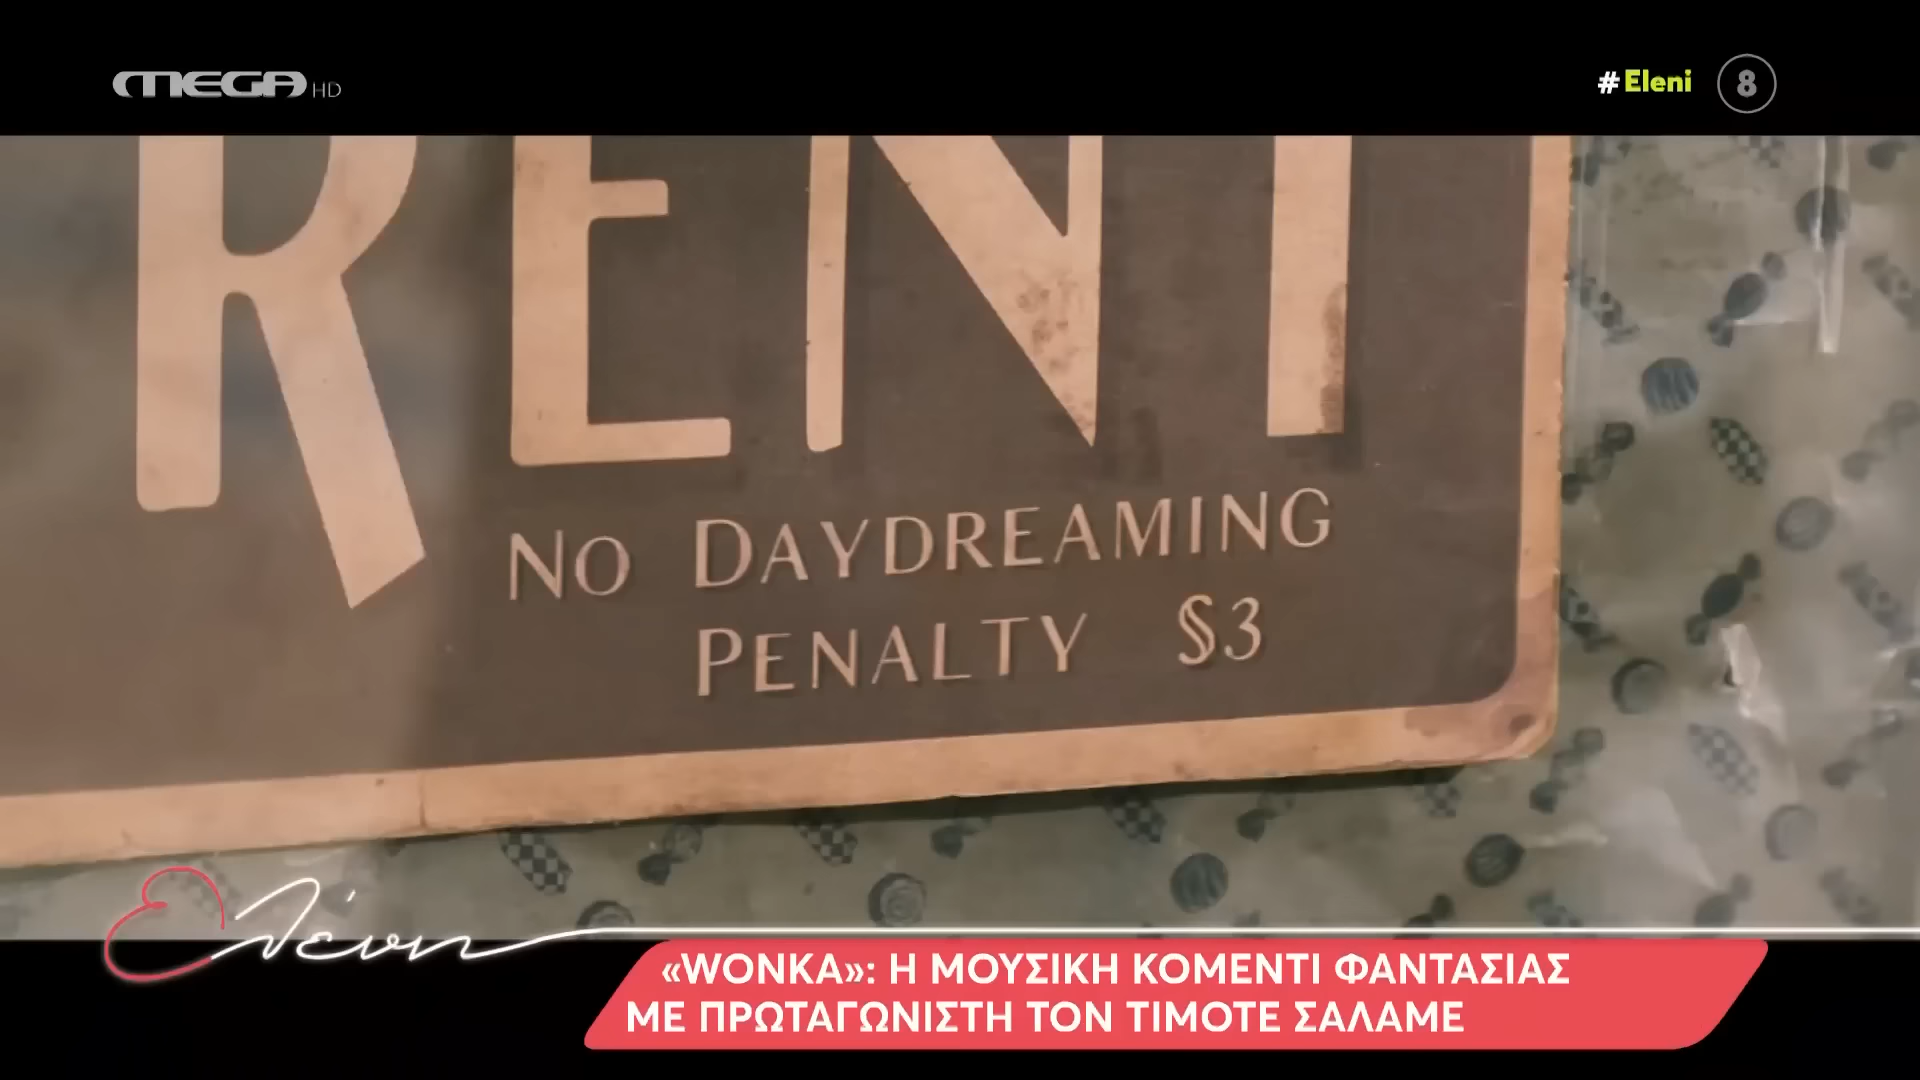 MEGA HD
#Eleni 8
RENT
NO DAYDREAMING
PENALTY $3
Ελένη
«WONKA»: Η ΜΟΥΣΙΚΗ ΚΟΜΕΝΤΙ ΦΑΝΤΑΣΙΑΣ
ΜΕ ΠΡΩΤΑΓΩΝΙΣΤΗ ΤΟΝ ΤΙΜΟΤΕ ΣΑΛΑΜΕ